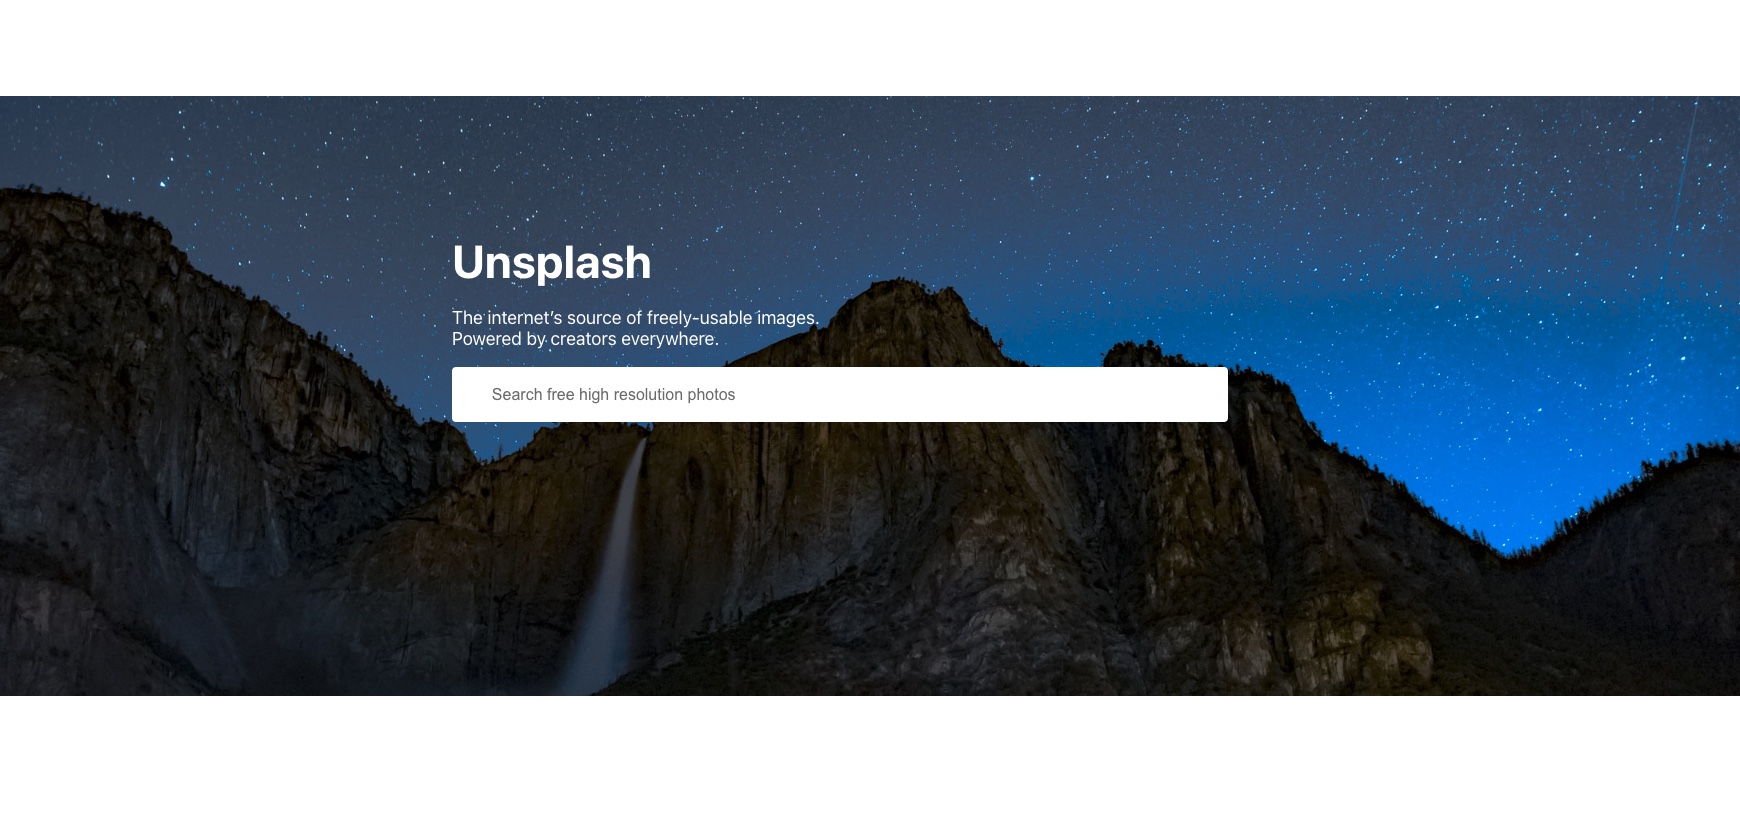 Unsplash
The internet’s source of freely-usable images.
Powered by creators everywhere.
Search free high resolution photos